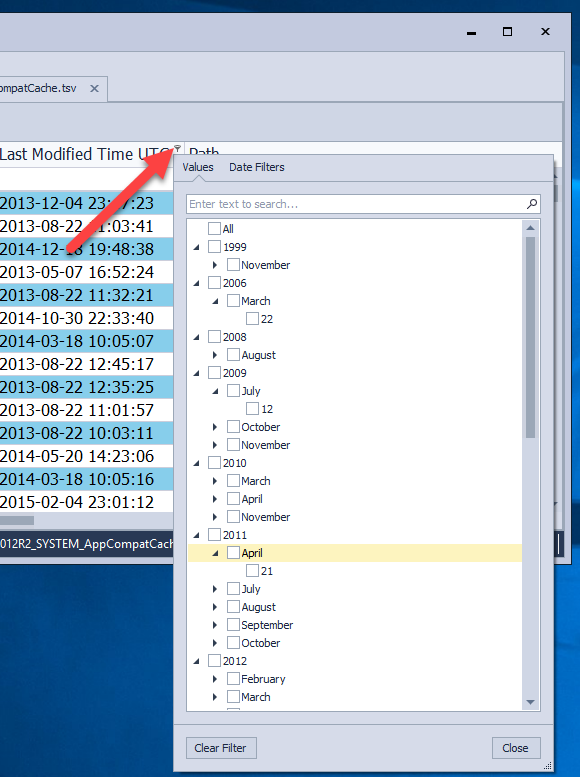 ompatCache.tsv
Last Modified Time UTC Path
2013-12-04 23: 7:23
2013-08-22 1:03:41
2014-12-18 19:48:38
2013-05-07 16:52:24
2013-08-22 11:32:21
2014-10-30 22:33:40
2014-03-18 10:05:07
2013-08-22 12:45:17
2013-08-22 12:35:25
2013-08-22 11:01:57
2013-08-22 10:03:11
2014-05-20 14:23:06
2014-03-18 10:05:16
2015-02-04 23:01:12
012R2_SYSTEM_AppCompatCach
Values Date Filters
Enter text to search...
All
1999
November
2006
March
22
2008
August
2009
July
12
October
November
2010
March
April
November
2011
April
21
July
August
September
October
2012
February
March
Clear Filter Close